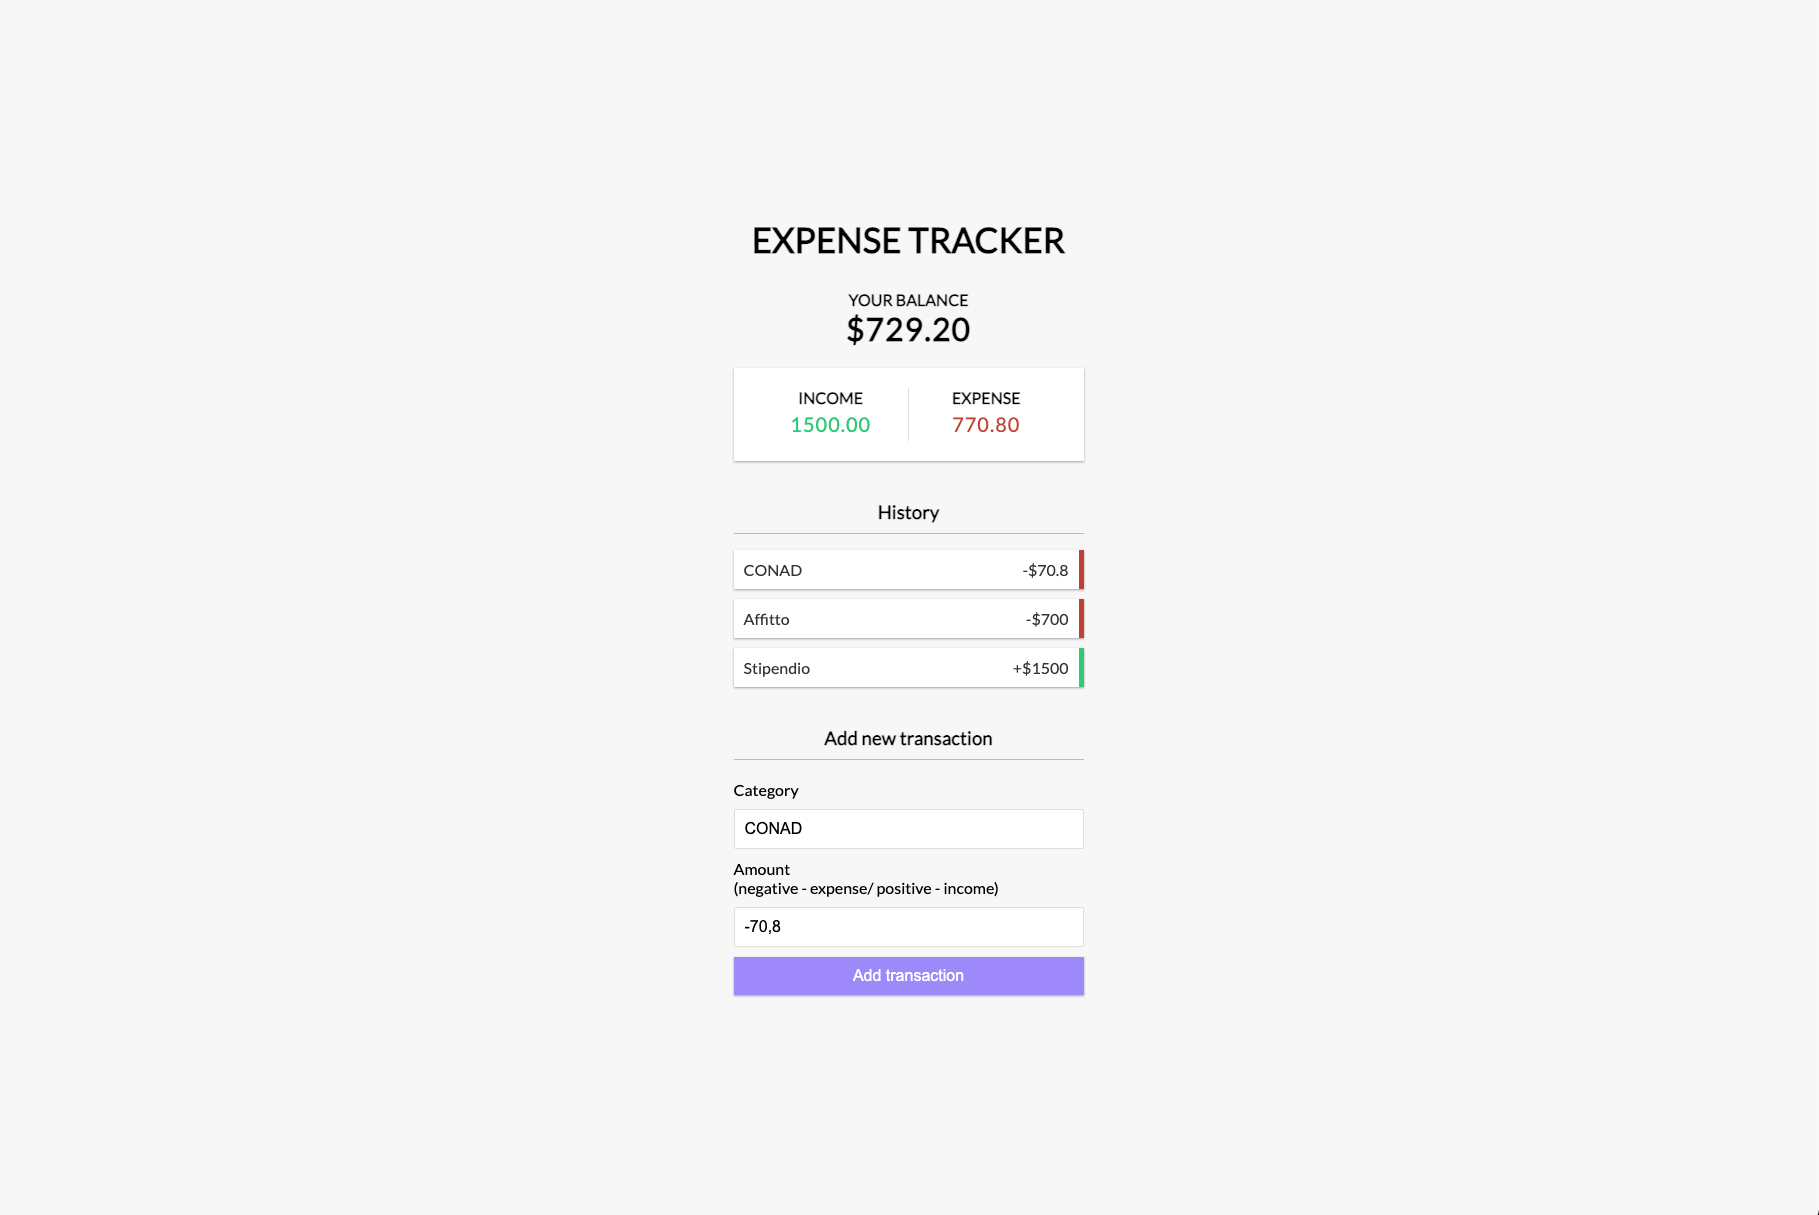 EXPENSE TRACKER
YOUR BALANCE
$729.20
INCOME
1500.00
EXPENSE
770.80
History
CONAD -$70.8
Affitto -$700
Stipendio +$1500
Add new transaction
Category
CONAD
Amount
(negative - expense/ positive - income)
-70,8
Add transaction